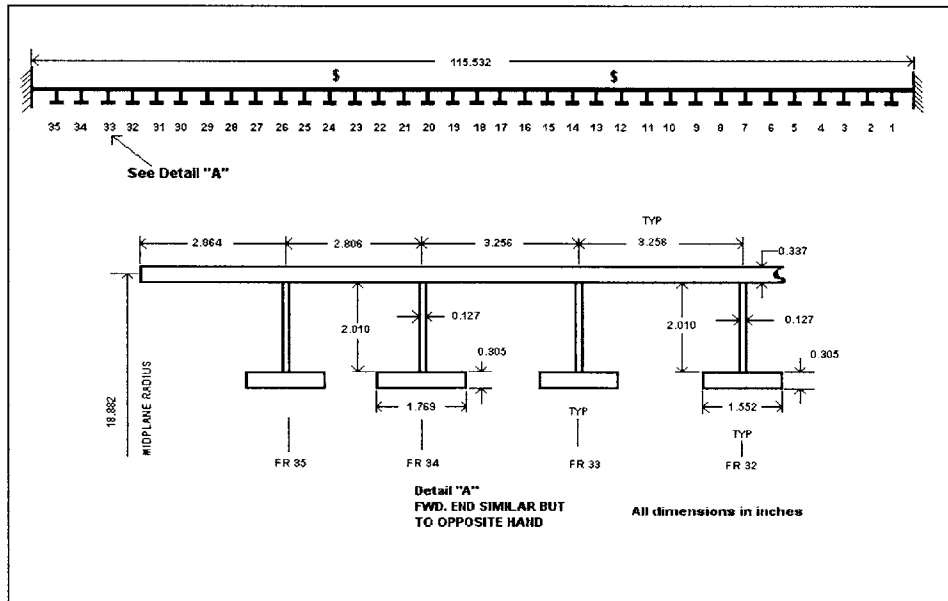 115.532
$ $
35 34 33 32 31 30 29 28 27 26 25 24 23 22 21 20 19 18 17 16 15 14 13 12 11 10 9 8 7 6 5 4 3 2 1
See Detail "A"
TYP
2.864 2.806 3.256 3.256
0.337
2.010 0.127 2.010 0.127
0.305 0.305
1.769 1.552
18.882
MIDPLANE RADIUS
TYP TYP
FR 35 FR 34 FR 33 FR 32
Detail "A"
FWD. END SIMILAR BUT
TO OPPOSITE HAND
All dimensions in inches